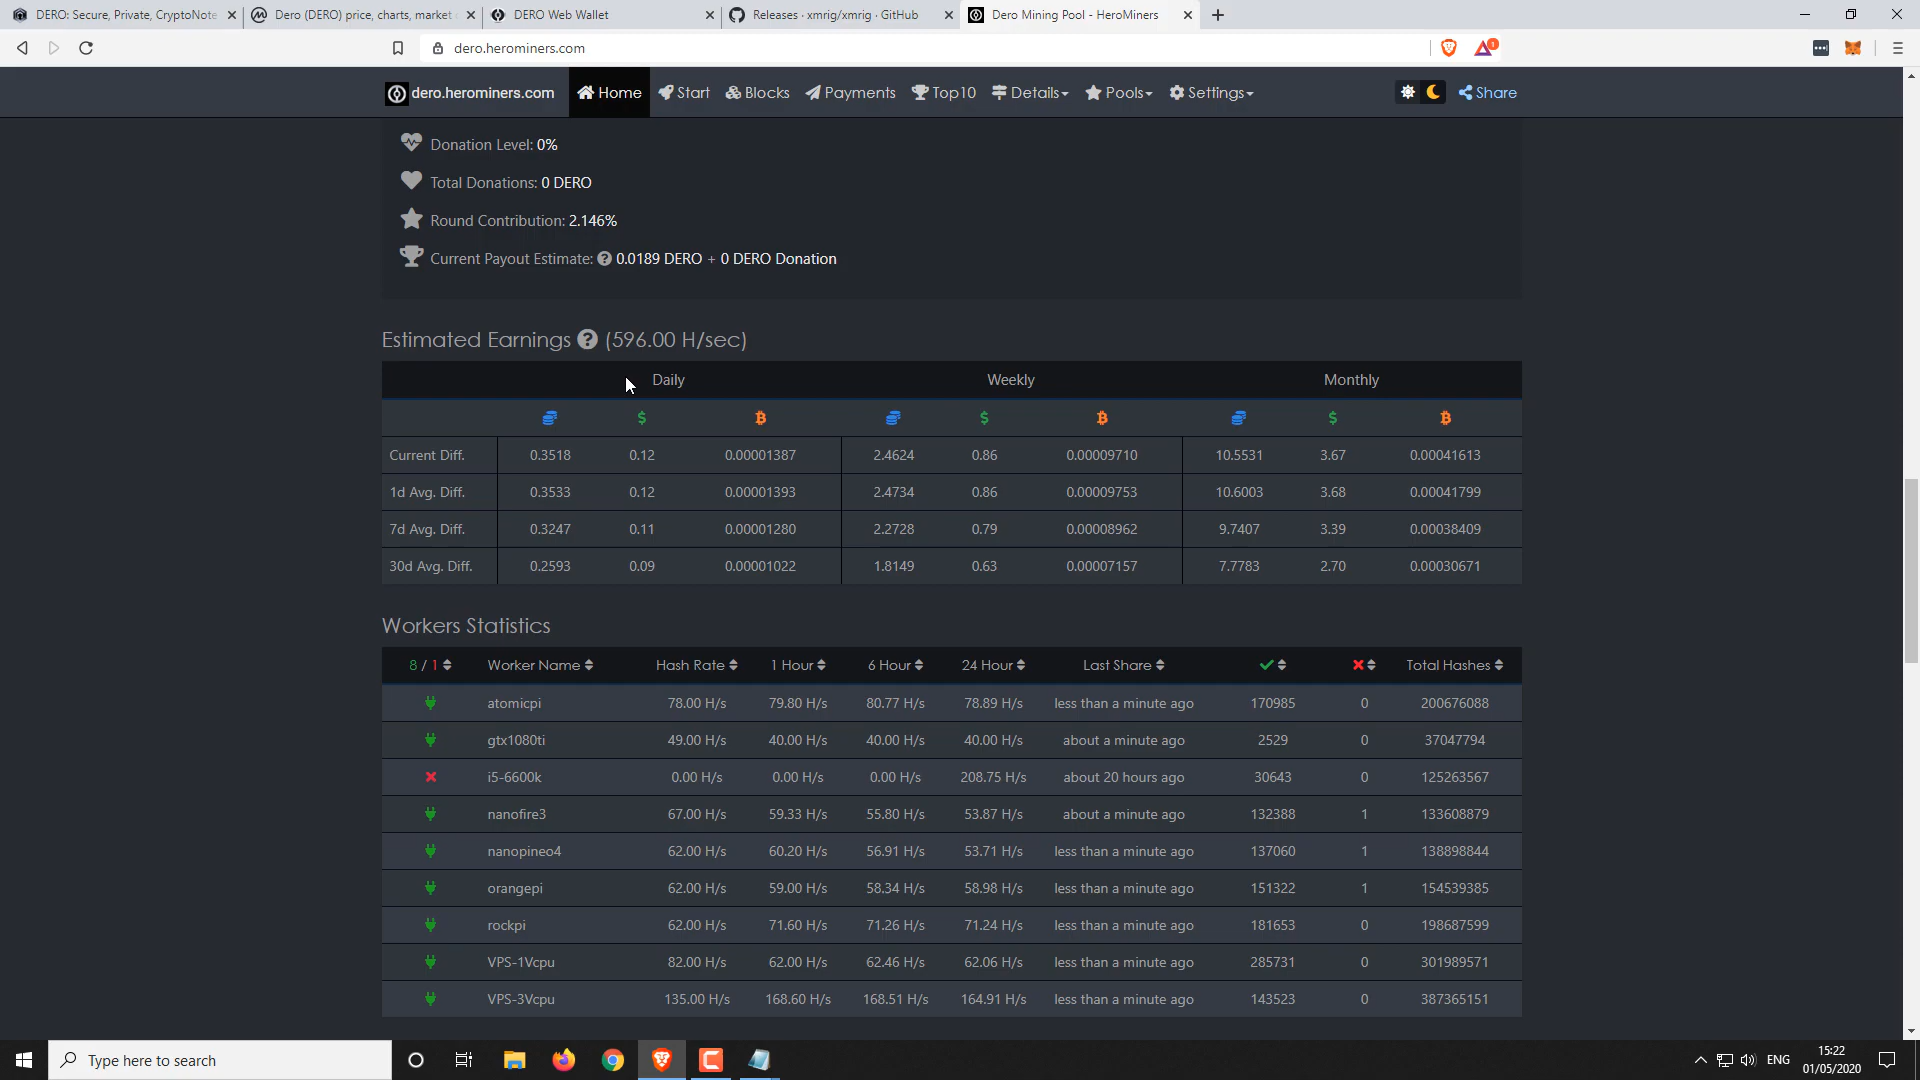 DERO: Secure, Private, CryptoNote
Dero (DERO) price, charts, market
DERO Web Wallet
Releases · xmrig/xmrig · GitHub
Dero Mining Pool - HeroMiners
dero.herominers.com
1
dero.herominers.com
Home
Start
Blocks
Payments
Top10
Details
Pools
Settings
Share
Donation Level: 0%
Total Donations: 0 DERO
Round Contribution: 2.146%
Current Payout Estimate: ? 0.0189 DERO + 0 DERO Donation
Estimated Earnings ? (596.00 H/sec)
Daily Weekly Monthly
$ $ $
Current Diff. 0.3518 0.12 0.00001387 2.4624 0.86 0.00009710 10.5531 3.67 0.00041613
1d Avg. Diff. 0.3533 0.12 0.00001393 2.4734 0.86 0.00009753 10.6003 3.68 0.00041799
7d Avg. Diff. 0.3247 0.11 0.00001280 2.2728 0.79 0.00008962 9.7407 3.39 0.00038409
30d Avg. Diff. 0.2593 0.09 0.00001022 1.8149 0.63 0.00007157 7.7783 2.70 0.00030671
Workers Statistics
8 / 1 Worker Name Hash Rate 1 Hour 6 Hour 24 Hour Last Share Total Hashes
atomicpi 78.00 H/s 79.80 H/s 80.77 H/s 78.89 H/s less than a minute ago 170985 0 200676088
gtx1080ti 49.00 H/s 40.00 H/s 40.00 H/s 40.00 H/s about a minute ago 2529 0 37047794
i5-6600k 0.00 H/s 0.00 H/s 0.00 H/s 208.75 H/s about 20 hours ago 30643 0 125263567
nanofire3 67.00 H/s 59.33 H/s 55.80 H/s 53.87 H/s about a minute ago 132388 1 133608879
nanopineo4 62.00 H/s 60.20 H/s 56.91 H/s 53.71 H/s less than a minute ago 137060 1 138898844
orangepi 62.00 H/s 59.00 H/s 58.34 H/s 58.98 H/s less than a minute ago 151322 1 154539385
rockpi 62.00 H/s 71.60 H/s 71.26 H/s 71.24 H/s less than a minute ago 181653 0 198687599
VPS-1Vcpu 82.00 H/s 62.00 H/s 62.46 H/s 62.06 H/s less than a minute ago 285731 0 301989571
VPS-3Vcpu 135.00 H/s 168.60 H/s 168.51 H/s 164.91 H/s less than a minute ago 143523 0 387365151
Type here to search
ENG
15:22
01/05/2020